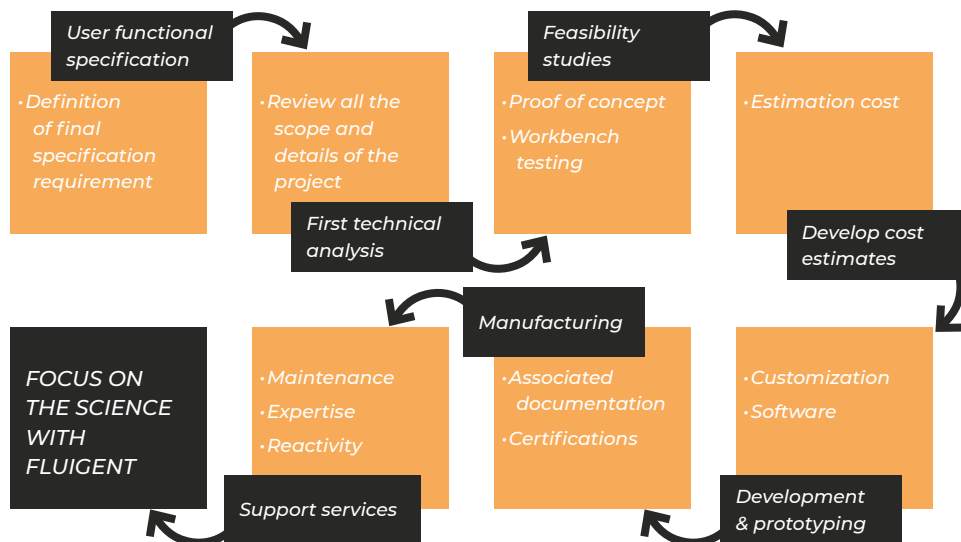 User functional
specification
• Definition
of final
specification
requirement
• Review all the
scope and
details of the
project
First technical
analysis
Feasibility
studies
• Proof of concept
• Workbench
testing
• Estimation cost
Develop cost
estimates
• Customization
• Software
Development
& prototyping
Manufacturing
• Associated
documentation
• Certifications
• Maintenance
• Expertise
• Reactivity
Support services
FOCUS ON
THE SCIENCE
WITH
FLUIGENT